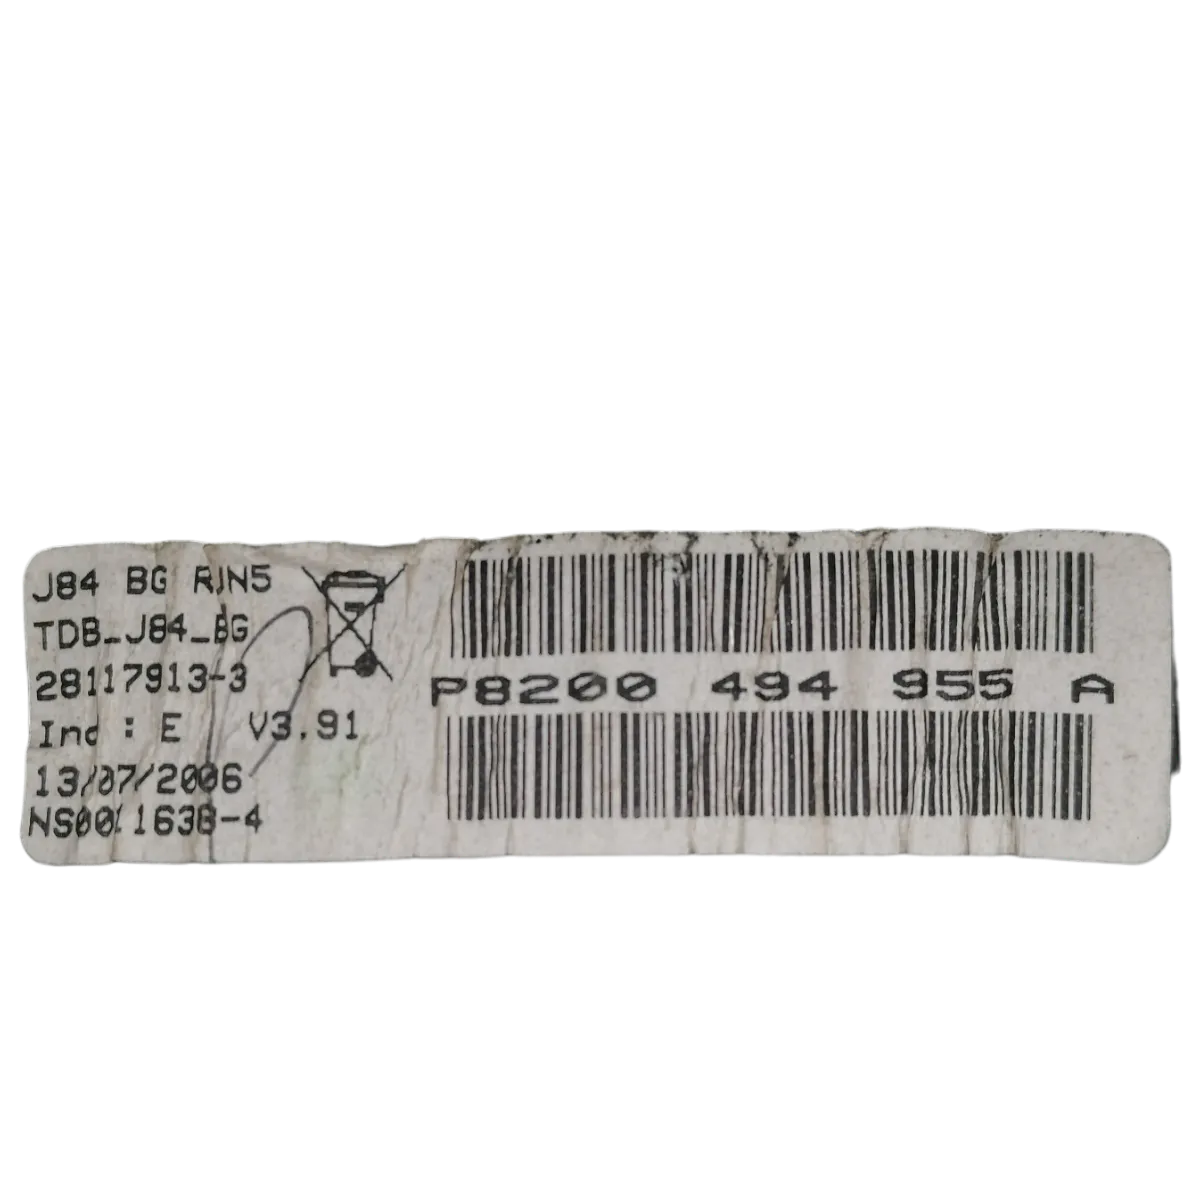 J84 BG RJN5
TDB_J84_BG
28117913-3
Ind : E V3.91
13/07/2006
P8200 494 955 A